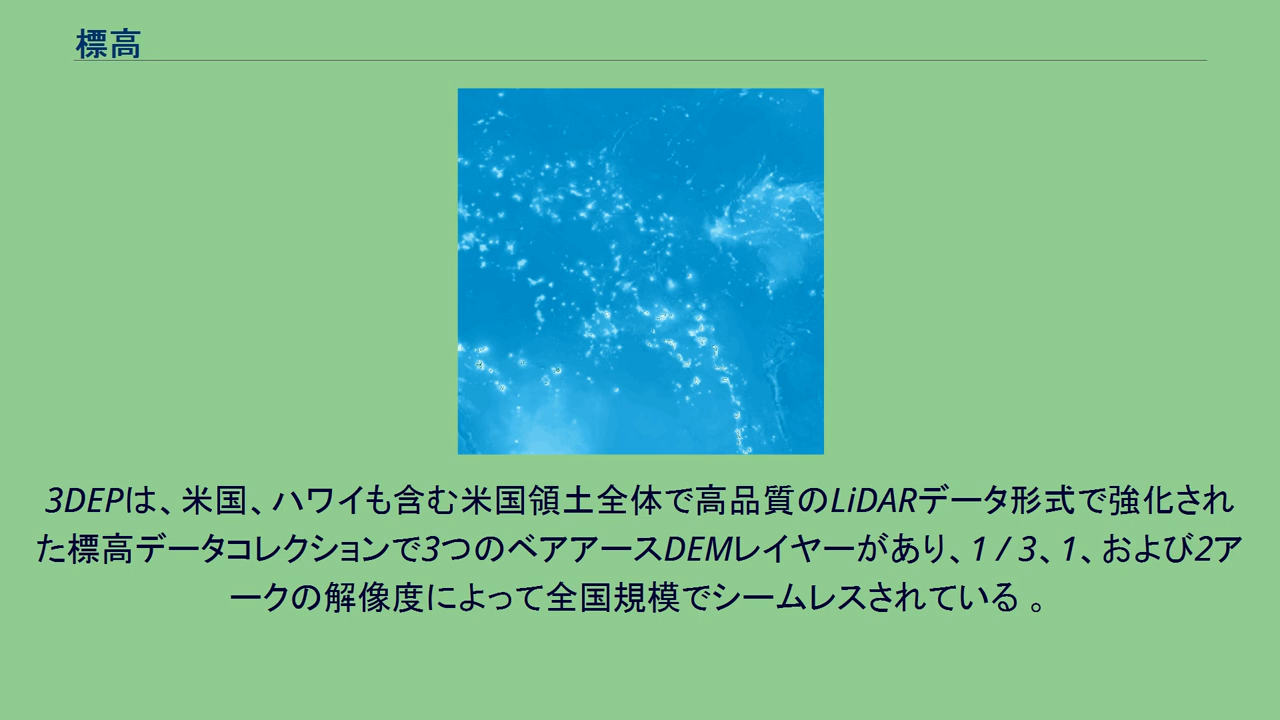 標高
3DEPは、米国、ハワイも含む米国領土全体で高品質のLiDARデータ形式で強化され
た標高データコレクションで3つのベアアースDEMレイヤーがあり、1 / 3、1、および2ア
ークの解像度によって全国規模でシームレスされている 。